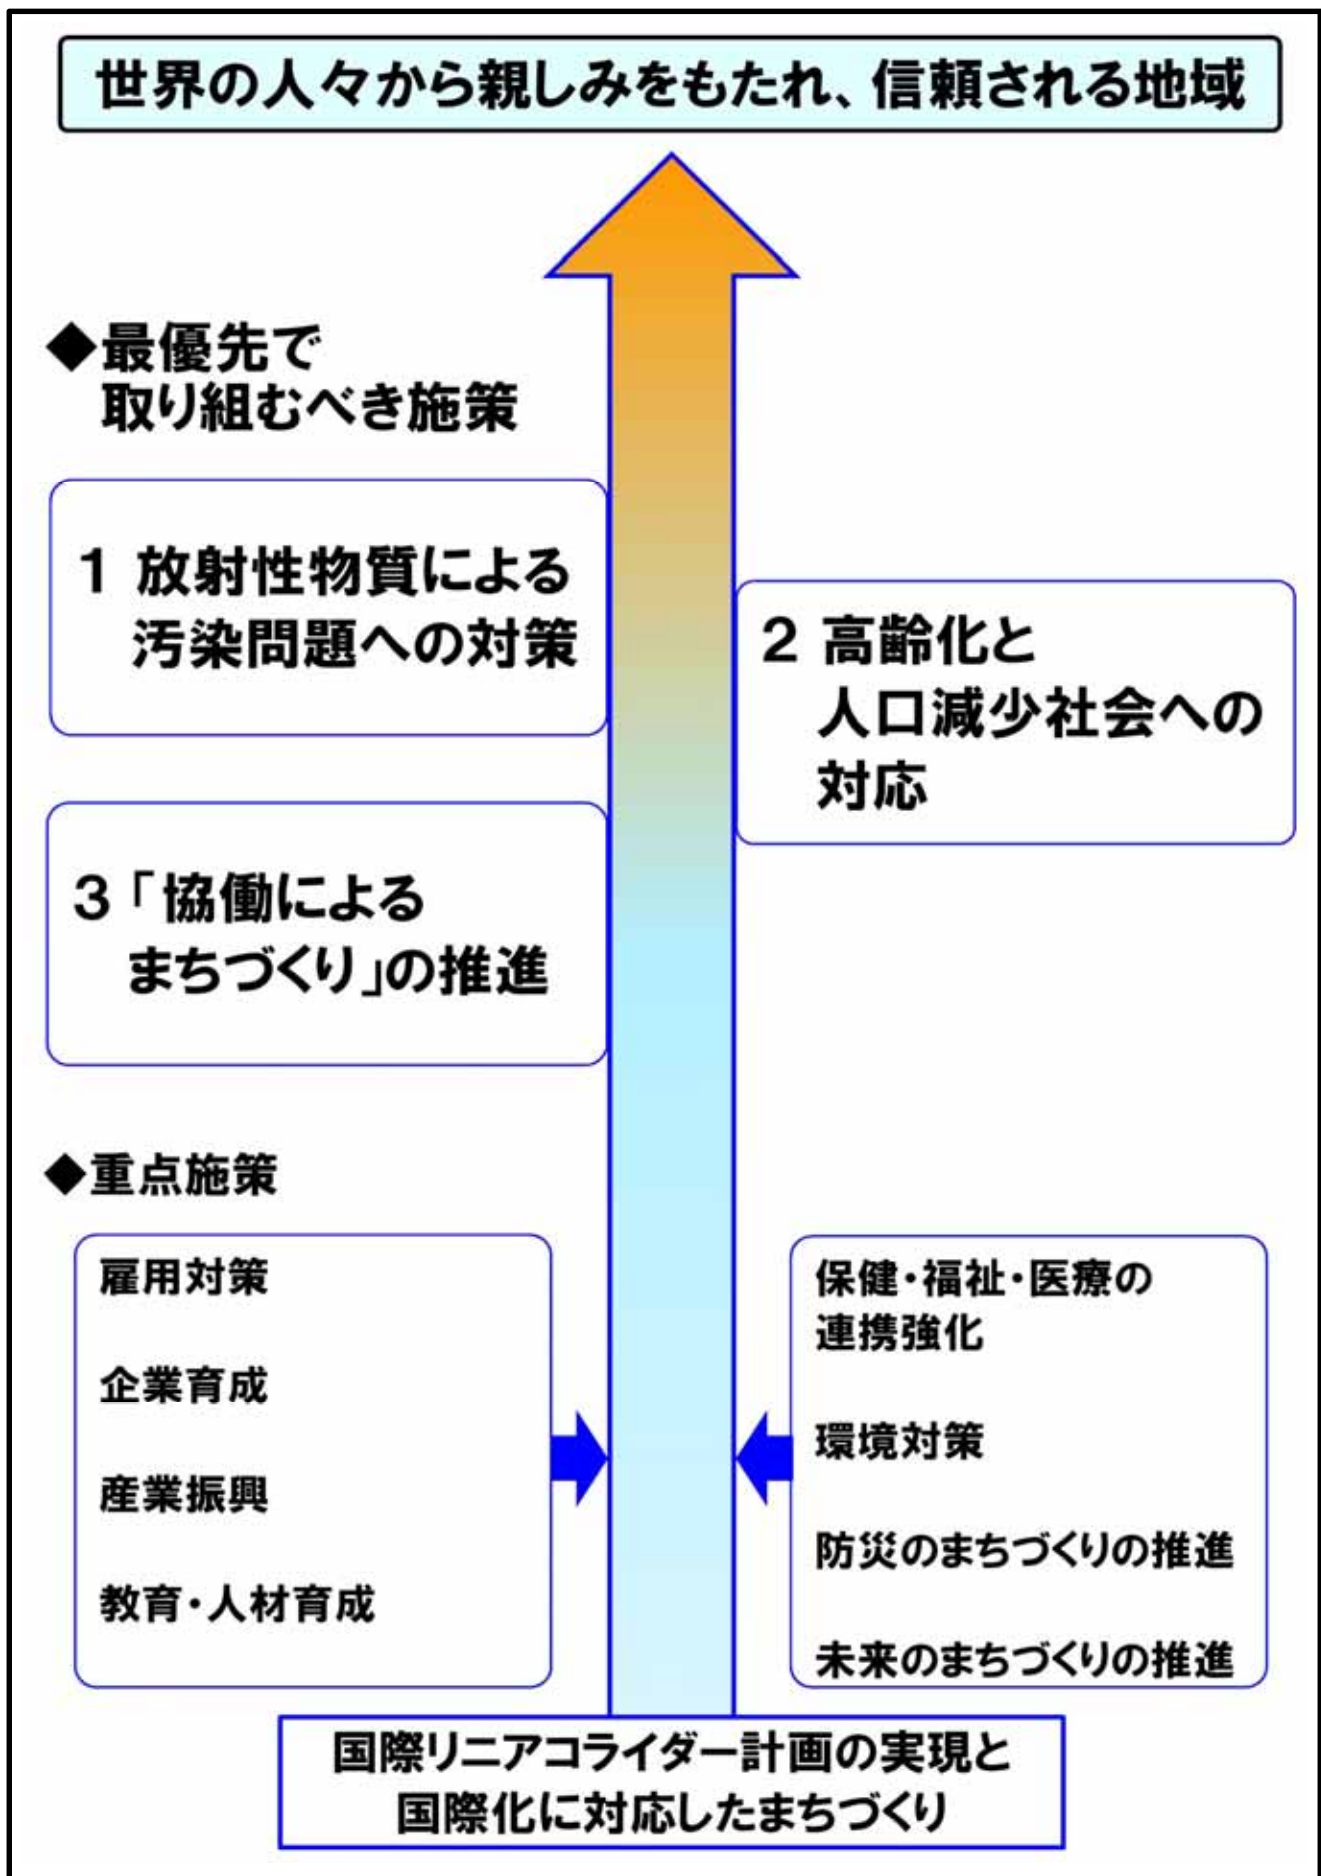 世界の人々から親しみをもたれ、信頼される地域
◆最優先で
取り組むべき施策
1 放射性物質による
汚染問題への対策
2 高齢化と
人口減少社会への
対応
3「協働による
まちづくり」の推進
◆重点施策
雇用対策
企業育成
産業振興
教育・人材育成
保健・福祉・医療の
連携強化
環境対策
防災のまちづくりの推進
未来のまちづくりの推進
国際リニアコライダー計画の実現と
国際化に対応したまちづくり